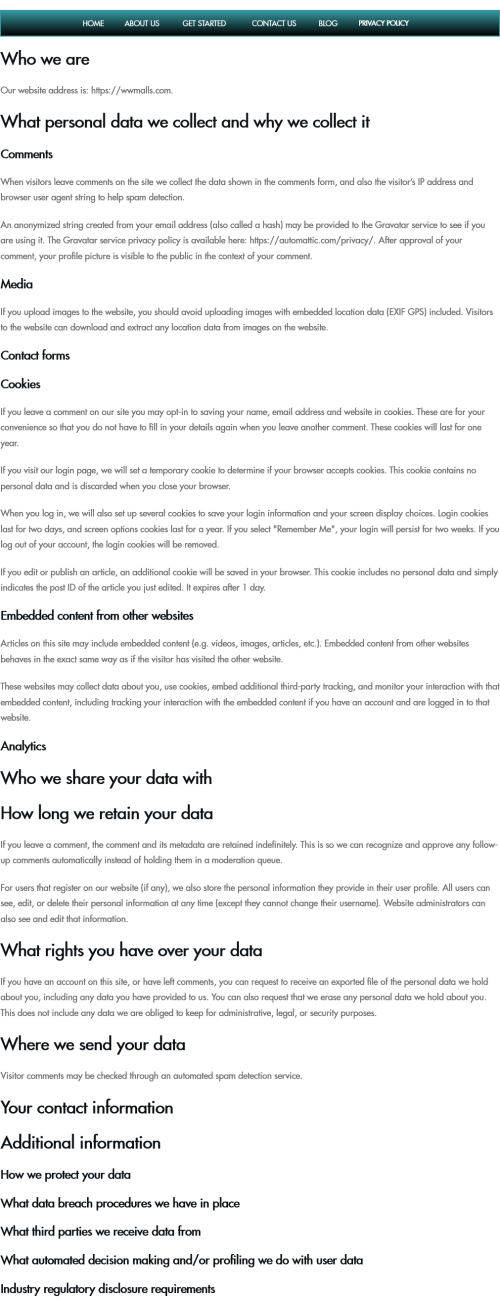 HOME ABOUT US GET STARTED CONTACT US BLOG PRIVACY POLICY
Who we are
Our website address is: https://wwmalls.com.
What personal data we collect and why we collect it
Comments
When visitors leave comments on the site we collect the data shown in the comments form, and also the visitor’s IP address and
browser user agent string to help spam detection.
An anonymized string created from your email address (also called a hash) may be provided to the Gravatar service to see if you
are using it. The Gravatar service privacy policy is available here: https://automattic.com/privacy/. After approval of your
comment, your profile picture is visible to the public in the context of your comment.
Media
If you upload images to the website, you should avoid uploading images with embedded location data (EXIF GPS) included. Visitors
to the website can download and extract any location data from images on the website.
Contact forms
Cookies
If you leave a comment on our site you may opt-in to saving your name, email address and website in cookies. These are for your
convenience so that you do not have to fill in your details again when you leave another comment. These cookies will last for one
year.
If you visit our login page, we will set a temporary cookie to determine if your browser accepts cookies. This cookie contains no
personal data and is discarded when you close your browser.
When you log in, we will also set up several cookies to save your login information and your screen display choices. Login cookies
last for two days, and screen options cookies last for a year. If you select "Remember Me", your login will persist for two weeks. If you
log out of your account, the login cookies will be removed.
If you edit or publish an article, an additional cookie will be saved in your browser. This cookie includes no personal data and simply
indicates the post ID of the article you just edited. It expires after 1 day.
Embedded content from other websites
Articles on this site may include embedded content (e.g. videos, images, articles, etc.). Embedded content from other websites
behaves in the exact same way as if the visitor has visited the other website.
These websites may collect data about you, use cookies, embed additional third-party tracking, and monitor your interaction with that
embedded content, including tracking your interaction with the embedded content if you have an account and are logged in to that
website.
Analytics
Who we share your data with
How long we retain your data
If you leave a comment, the comment and its metadata are retained indefinitely. This is so we can recognize and approve any follow-
up comments automatically instead of holding them in a moderation queue.
For users that register on our website (if any), we also store the personal information they provide in their user profile. All users can
see, edit, or delete their personal information at any time (except they cannot change their username). Website administrators can
also see and edit that information.
What rights you have over your data
If you have an account on this site, or have left comments, you can request to receive an exported file of the personal data we hold
about you, including any data you have provided to us. You can also request that we erase any personal data we hold about you.
This does not include any data we are obliged to keep for administrative, legal, or security purposes.
Where we send your data
Visitor comments may be checked through an automated spam detection service.
Your contact information
Additional information
How we protect your data
What data breach procedures we have in place
What third parties we receive data from
What automated decision making and/or profiling we do with user data
Industry regulatory disclosure requirements